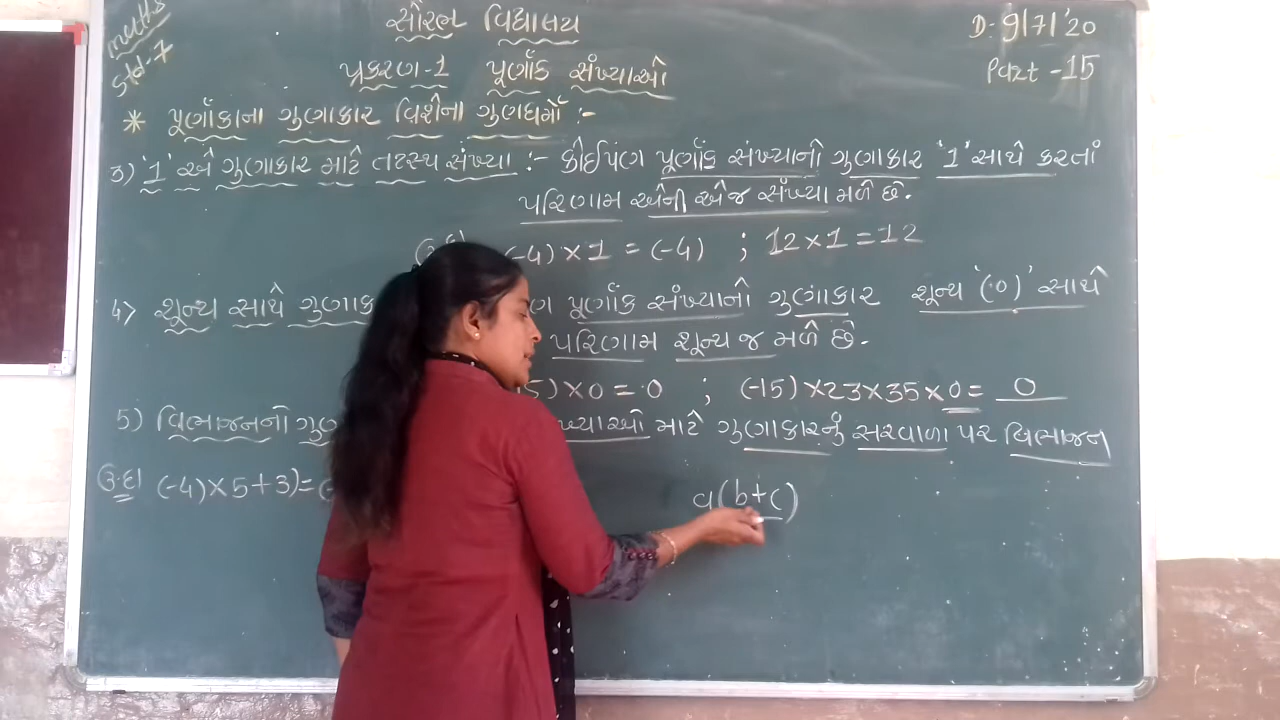 maths
Std-7
સૌરભ વિદ્યાલય
D. 9/7/'20
પ્રકરણ-1 પૂર્ણાંક સંખ્યાઓ
Part -15
* પૂર્ણાંકોના ગુણાકાર વિશેના ગુણધર્મો :-
3) '1' એ ગુણાકાર માટે તટસ્થ સંખ્યા :- કોઈપણ પૂર્ણાંક સંખ્યાનો ગુણાકાર '1' સાથે કરતાં
પરિણામ એની એજ સંખ્યા મળે છે.
-4) × 1 = (-4) ; 12 × 1 = 12
4> શૂન્ય સાથે પૂર્ણાંક સંખ્યાનો ગુણાંકાર શૂન્ય '(0)' સાથે
પરિણામ શૂન્ય જ મળે છે.
5) × 0 = 0 ; (-15) × 23 × 35 × 0 = 0
5) વિભાજનનો માટે ગુણાકારનું સરવાળા પર વિભાજન
ઉ.દા (-4) × 5 + 3) = (- a(b+c)